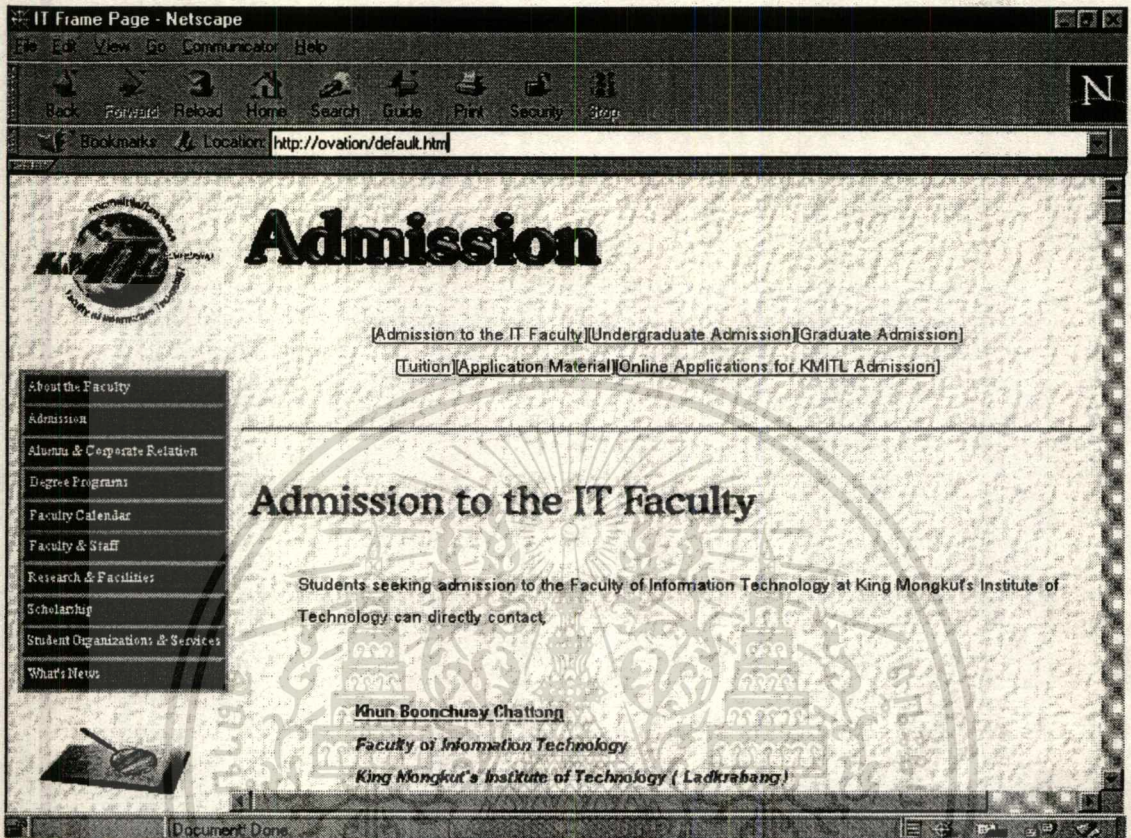 IT Frame Page - Netscape
File Edit View Go Communicator Help
Back Forward Reload Home Search Guide Print Security Stop
Bookmarks Location: http://ovation/default.htm
N
KMITL
Faculty of Information Technology
Admission
[Admission to the IT Faculty][Undergraduate Admission][Graduate Admission]
[Tuition][Application Material][Online Applications for KMITL Admission]
About the Faculty
Admission
Alumni & Corporate Relation
Degree Programs
Faculty Calendar
Faculty & Staff
Research & Facilities
Scholarship
Student Organizations & Services
What's News
Admission to the IT Faculty
Students seeking admission to the Faculty of Information Technology at King Mongkut's Institute of
Technology can directly contact,
Khun Boonchuay Chattong
Faculty of Information Technology
King Mongkut's Institute of Technology ( Ladkrabang )
Document: Done